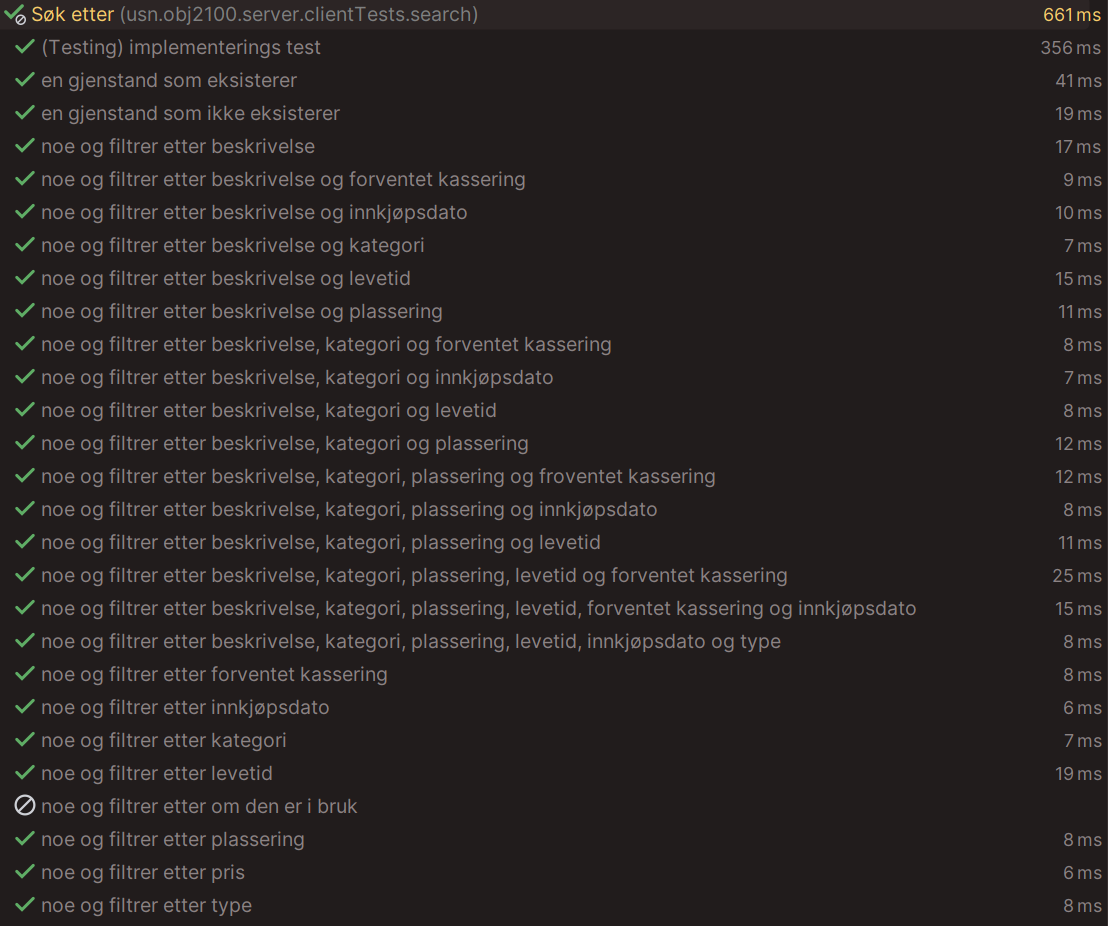 Søk etter (usn.obj2100.server.clientTests.search) 661 ms
(Testing) implementerings test 356 ms
en gjenstand som eksisterer 41 ms
en gjenstand som ikke eksisterer 19 ms
noe og filtrer etter beskrivelse 17 ms
noe og filtrer etter beskrivelse og forventet kassering 9 ms
noe og filtrer etter beskrivelse og innkjøpsdato 10 ms
noe og filtrer etter beskrivelse og kategori 7 ms
noe og filtrer etter beskrivelse og levetid 15 ms
noe og filtrer etter beskrivelse og plassering 11 ms
noe og filtrer etter beskrivelse, kategori og forventet kassering 8 ms
noe og filtrer etter beskrivelse, kategori og innkjøpsdato 7 ms
noe og filtrer etter beskrivelse, kategori og levetid 8 ms
noe og filtrer etter beskrivelse, kategori og plassering 12 ms
noe og filtrer etter beskrivelse, kategori, plassering og froventet kassering 12 ms
noe og filtrer etter beskrivelse, kategori, plassering og innkjøpsdato 8 ms
noe og filtrer etter beskrivelse, kategori, plassering og levetid 11 ms
noe og filtrer etter beskrivelse, kategori, plassering, levetid og forventet kassering 25 ms
noe og filtrer etter beskrivelse, kategori, plassering, levetid, forventet kassering og innkjøpsdato 15 ms
noe og filtrer etter beskrivelse, kategori, plassering, levetid, innkjøpsdato og type 8 ms
noe og filtrer etter forventet kassering 8 ms
noe og filtrer etter innkjøpsdato 6 ms
noe og filtrer etter kategori 7 ms
noe og filtrer etter levetid 19 ms
noe og filtrer etter om den er i bruk
noe og filtrer etter plassering 8 ms
noe og filtrer etter pris 6 ms
noe og filtrer etter type 8 ms